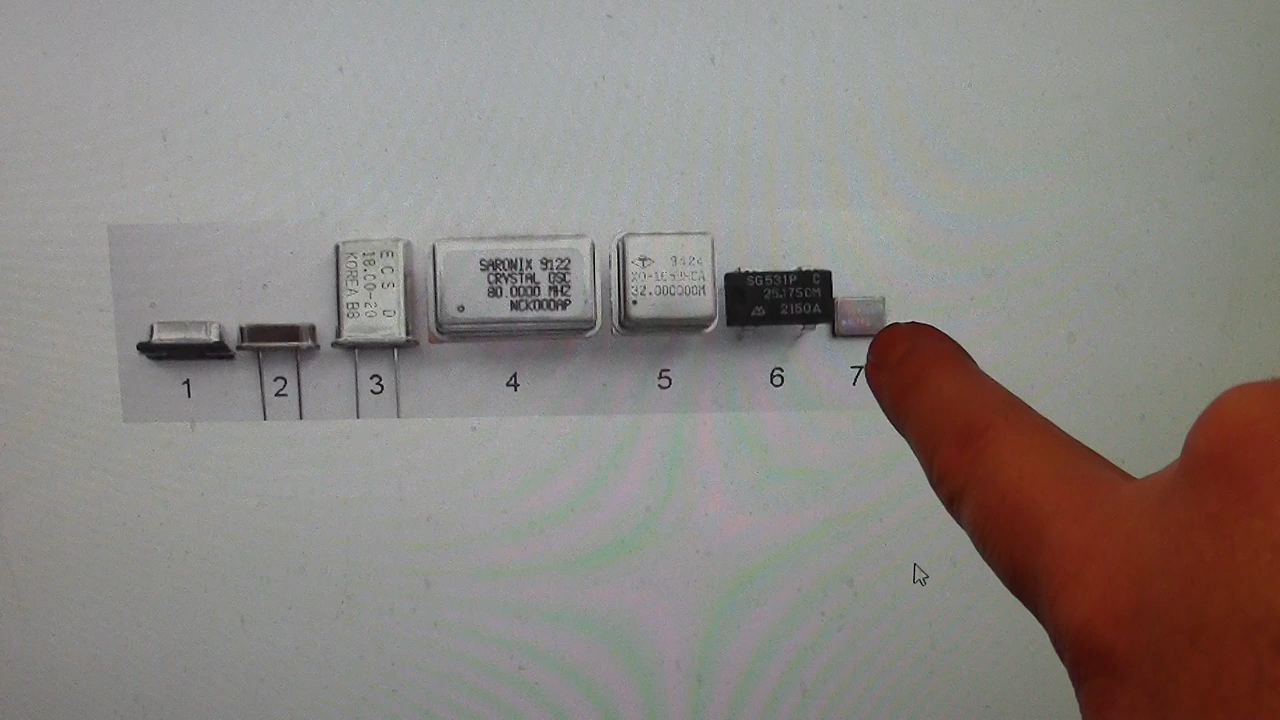 E C S D
18.00-20
KOREA B8
SARONIX 9122
CRYSTAL OSC
80.0000 MHZ
NCK000AP
9424
32.000000M
SG531P C
25.175CM
2150A
1 2 3 4 5 6 7